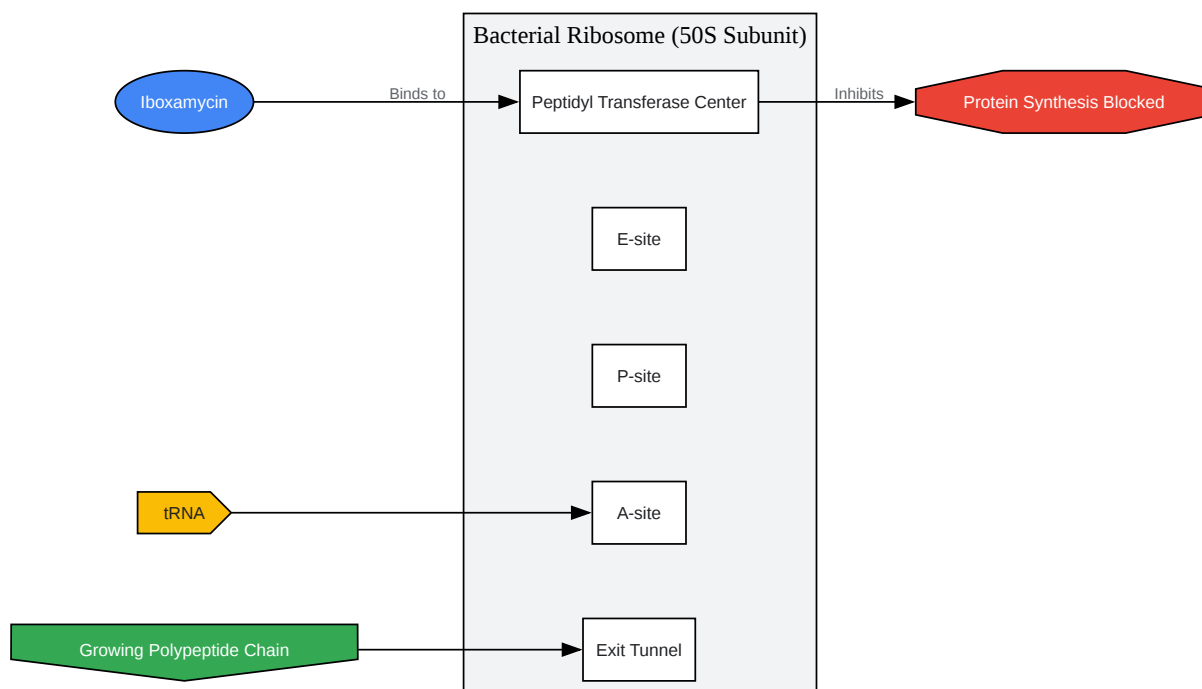 Bacterial Ribosome (50S Subunit)
Iboxamycin
Binds to
Peptidyl Transferase Center
Inhibits
Protein Synthesis Blocked
E-site
P-site
tRNA
A-site
Growing Polypeptide Chain
Exit Tunnel